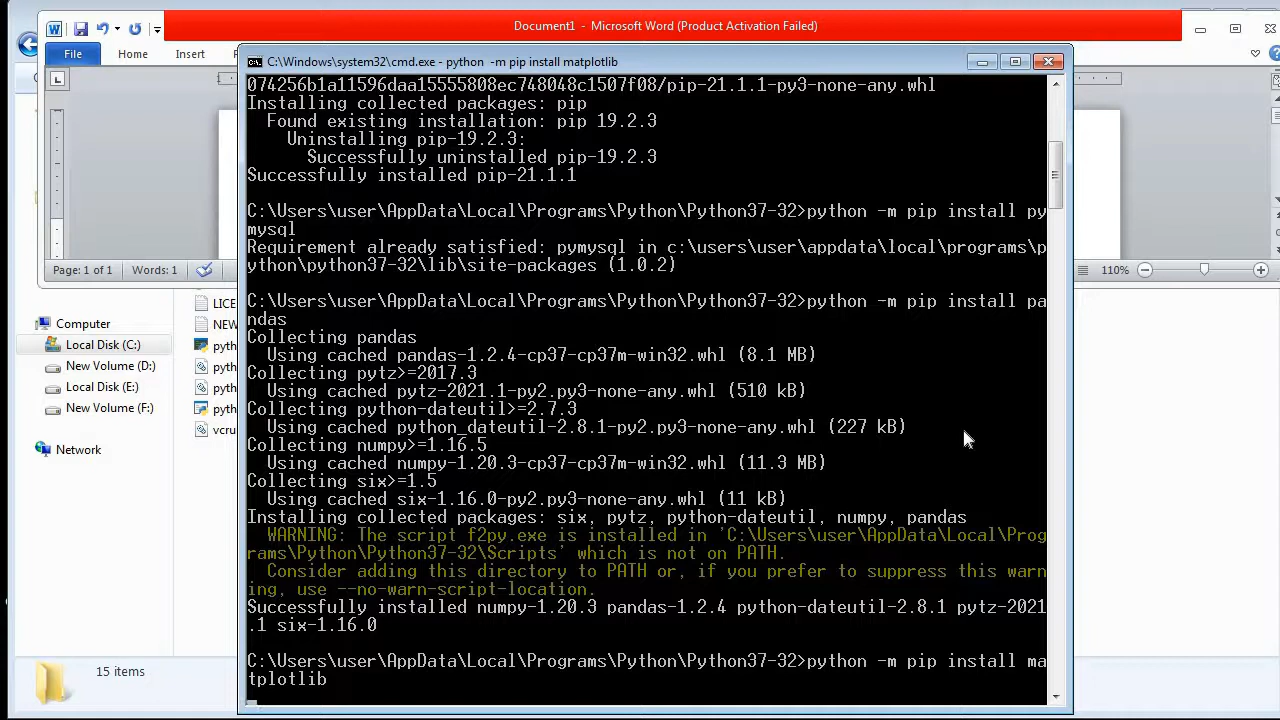 Document1 - Microsoft Word (Product Activation Failed)
File
Home
Insert
C:\Windows\system32\cmd.exe - python -m pip install matplotlib
074256b1a11596daa15555808ec748048c1507f08/pip-21.1.1-py3-none-any.whl
Installing collected packages: pip
Found existing installation: pip 19.2.3
Uninstalling pip-19.2.3:
Successfully uninstalled pip-19.2.3
Successfully installed pip-21.1.1
C:\Users\user\AppData\Local\Programs\Python\Python37-32>python -m pip install py
mysql
Requirement already satisfied: pymysql in c:\users\user\appdata\local\programs\p
ython\python37-32\lib\site-packages (1.0.2)
C:\Users\user\AppData\Local\Programs\Python\Python37-32>python -m pip install pa
ndas
Collecting pandas
Using cached pandas-1.2.4-cp37-cp37m-win32.whl (8.1 MB)
Collecting pytz>=2017.3
Using cached pytz-2021.1-py2.py3-none-any.whl (510 kB)
Collecting python-dateutil>=2.7.3
Using cached python_dateutil-2.8.1-py2.py3-none-any.whl (227 kB)
Collecting numpy>=1.16.5
Using cached numpy-1.20.3-cp37-cp37m-win32.whl (11.3 MB)
Collecting six>=1.5
Using cached six-1.16.0-py2.py3-none-any.whl (11 kB)
Installing collected packages: six, pytz, python-dateutil, numpy, pandas
WARNING: The script f2py.exe is installed in 'C:\Users\user\AppData\Local\Prog
rams\Python\Python37-32\Scripts' which is not on PATH.
Consider adding this directory to PATH or, if you prefer to suppress this warn
ing, use --no-warn-script-location.
Successfully installed numpy-1.20.3 pandas-1.2.4 python-dateutil-2.8.1 pytz-2021
.1 six-1.16.0
C:\Users\user\AppData\Local\Programs\Python\Python37-32>python -m pip install ma
tplotlib
Page: 1 of 1
Words: 1
110%
Computer
Local Disk (C:)
New Volume (D:)
Local Disk (E:)
New Volume (F:)
Network
LICE
NEW
pyth
pyth
pyth
pyth
vcru
15 items